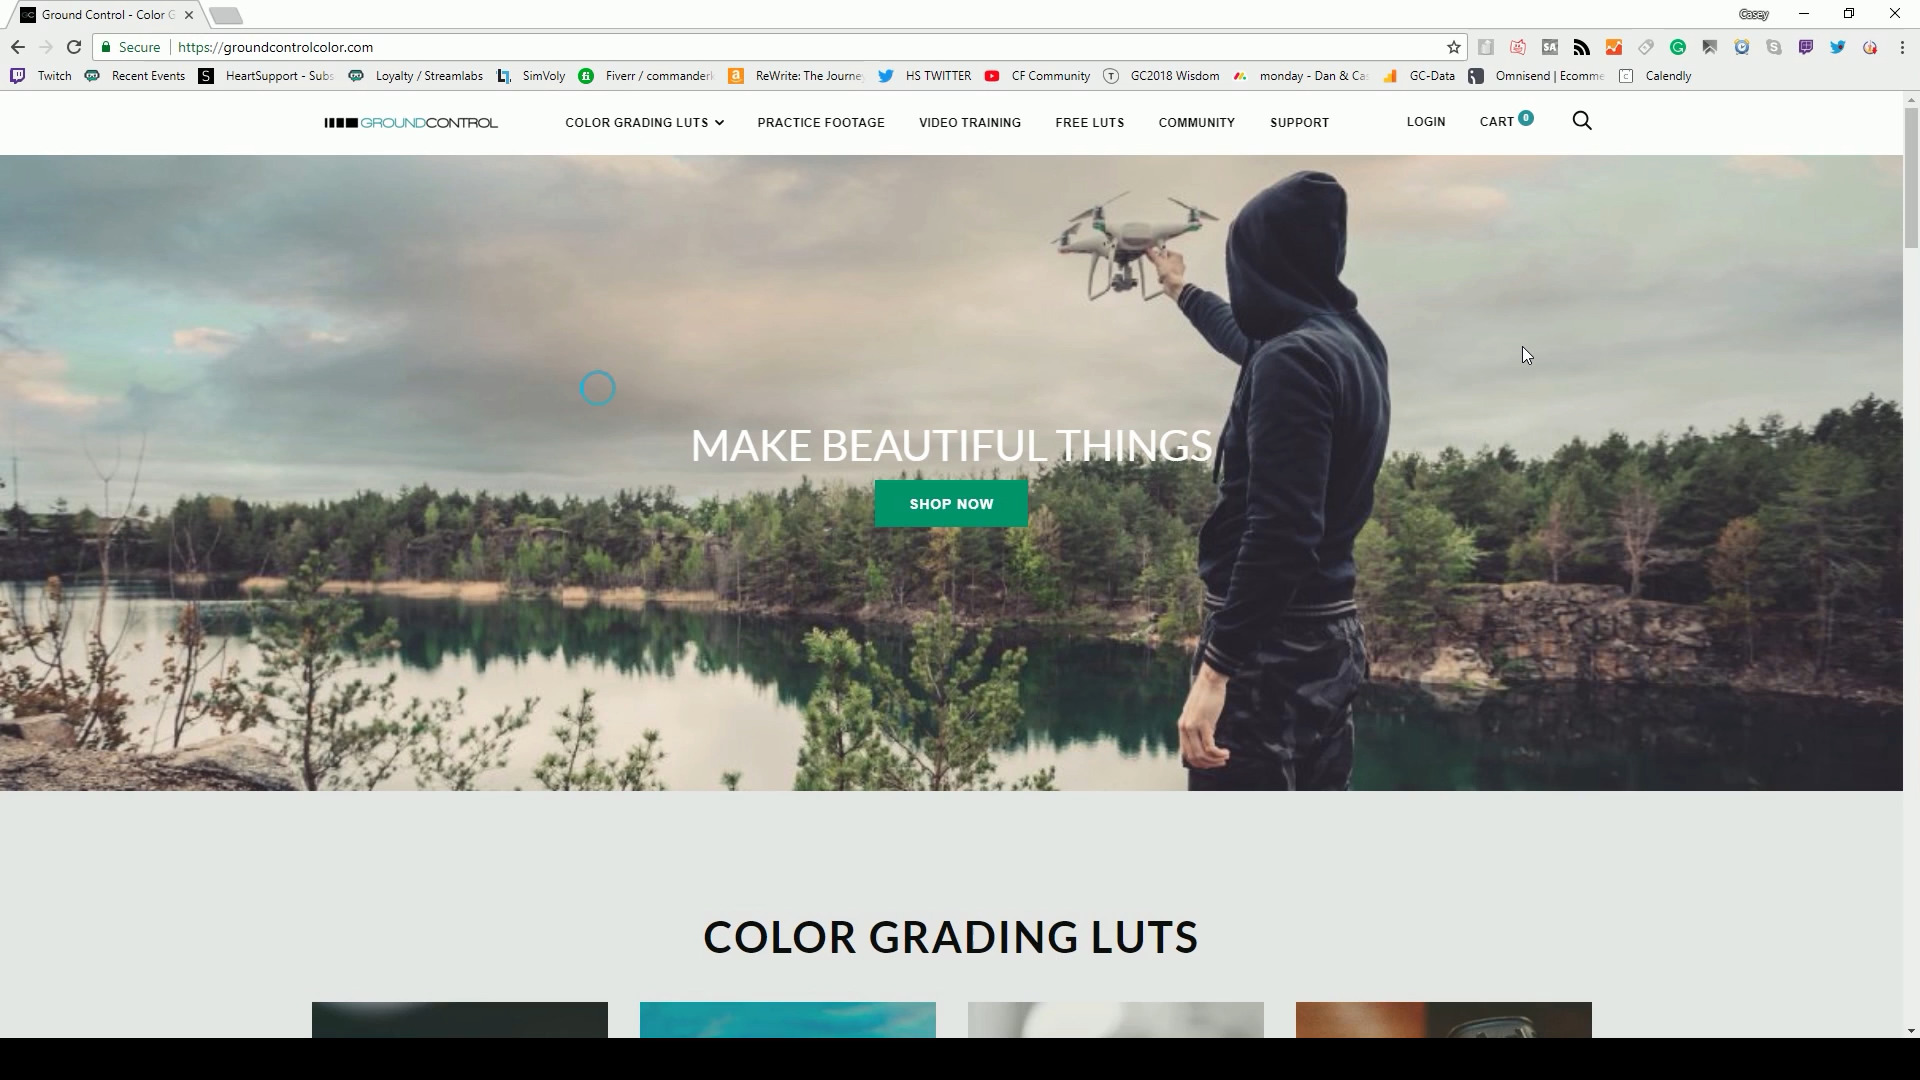 Ground Control - Color G
Casey
Secure
https://groundcontrolcolor.com
Twitch
Recent Events
HeartSupport - Subs
Loyalty / Streamlabs
SimVoly
Fiverr / commanderk
ReWrite: The Journe
HS TWITTER
CF Community
GC2018 Wisdom
monday - Dan & Ca
GC-Data
Omnisend | Ecomme
Calendly
GROUNDCONTROL
COLOR GRADING LUTS
PRACTICE FOOTAGE
VIDEO TRAINING
FREE LUTS
COMMUNITY
SUPPORT
LOGIN
CART 0
MAKE BEAUTIFUL THINGS
SHOP NOW
COLOR GRADING LUTS